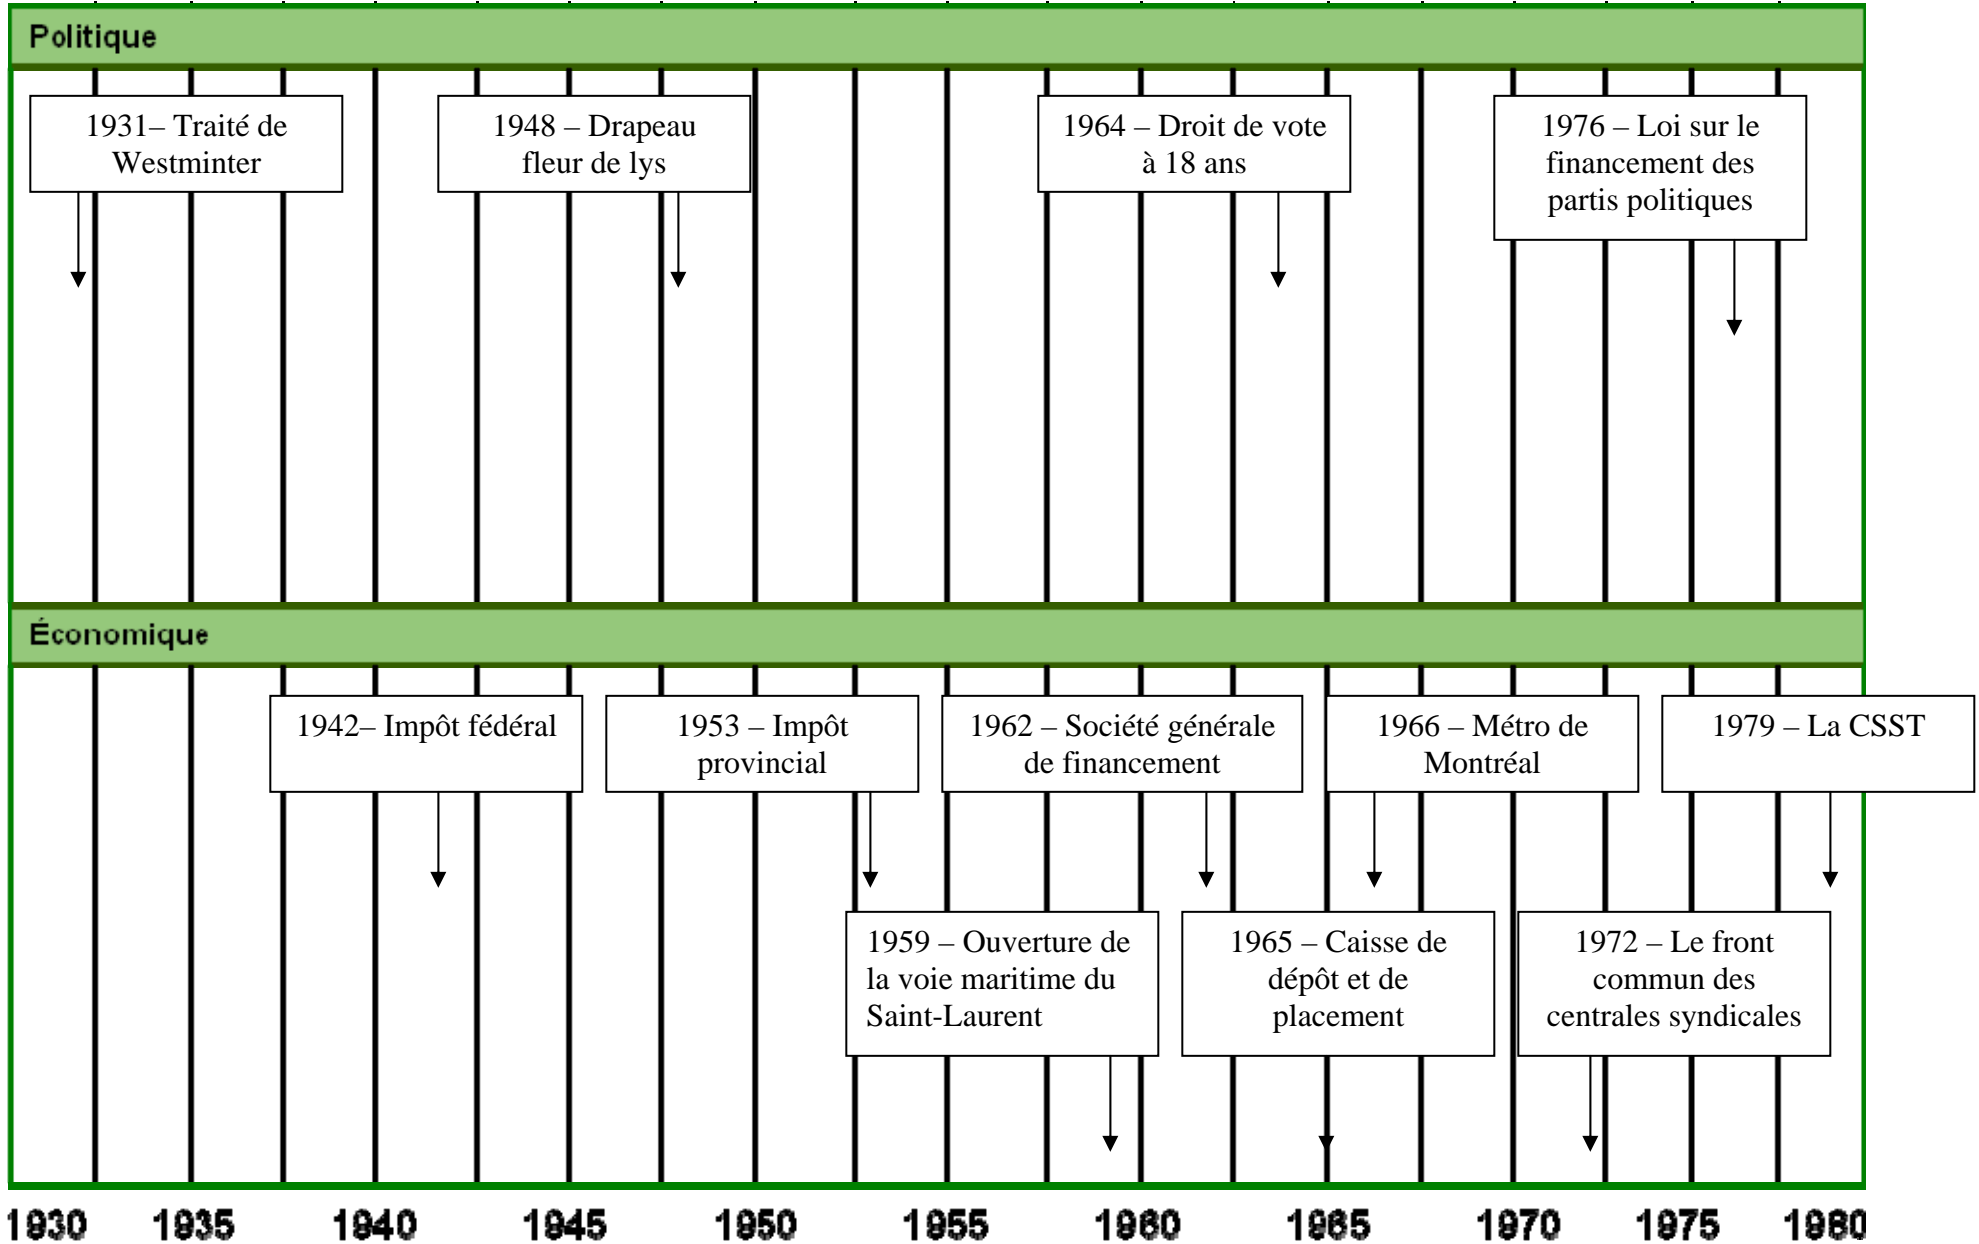 Politique
1931– Traité de
Westminter
1948 – Drapeau
fleur de lys
1964 – Droit de vote
à 18 ans
1976 – Loi sur le
financement des
partis politiques
Économique
1942– Impôt fédéral
1953 – Impôt
provincial
1962 – Société générale
de financement
1966 – Métro de
Montréal
1979 – La CSST
1959 – Ouverture de
la voie maritime du
Saint-Laurent
1965 – Caisse de
dépôt et de
placement
1972 – Le front
commun des
centrales syndicales
1930 1935 1940 1945 1950 1955 1960 1965 1970 1975 1980